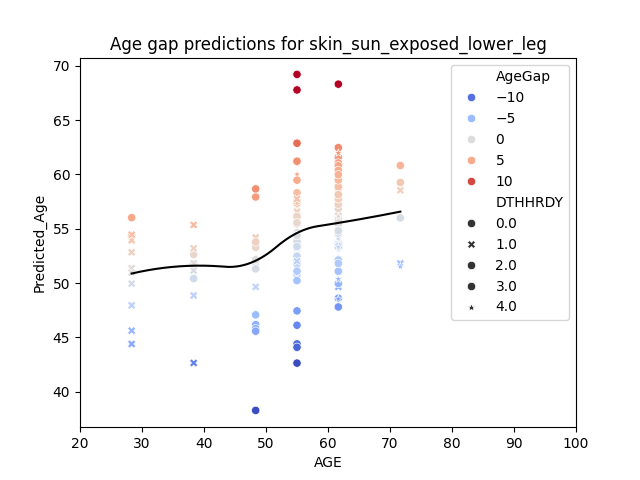 Age gap predictions for skin_sun_exposed_lower_leg
Predicted_Age
70
65
60
55
50
45
40
20 30 40 50 60 70 80 90 100
AGE
AgeGap
−10
−5
0
5
10
DTHHRDY
0.0
1.0
2.0
3.0
4.0